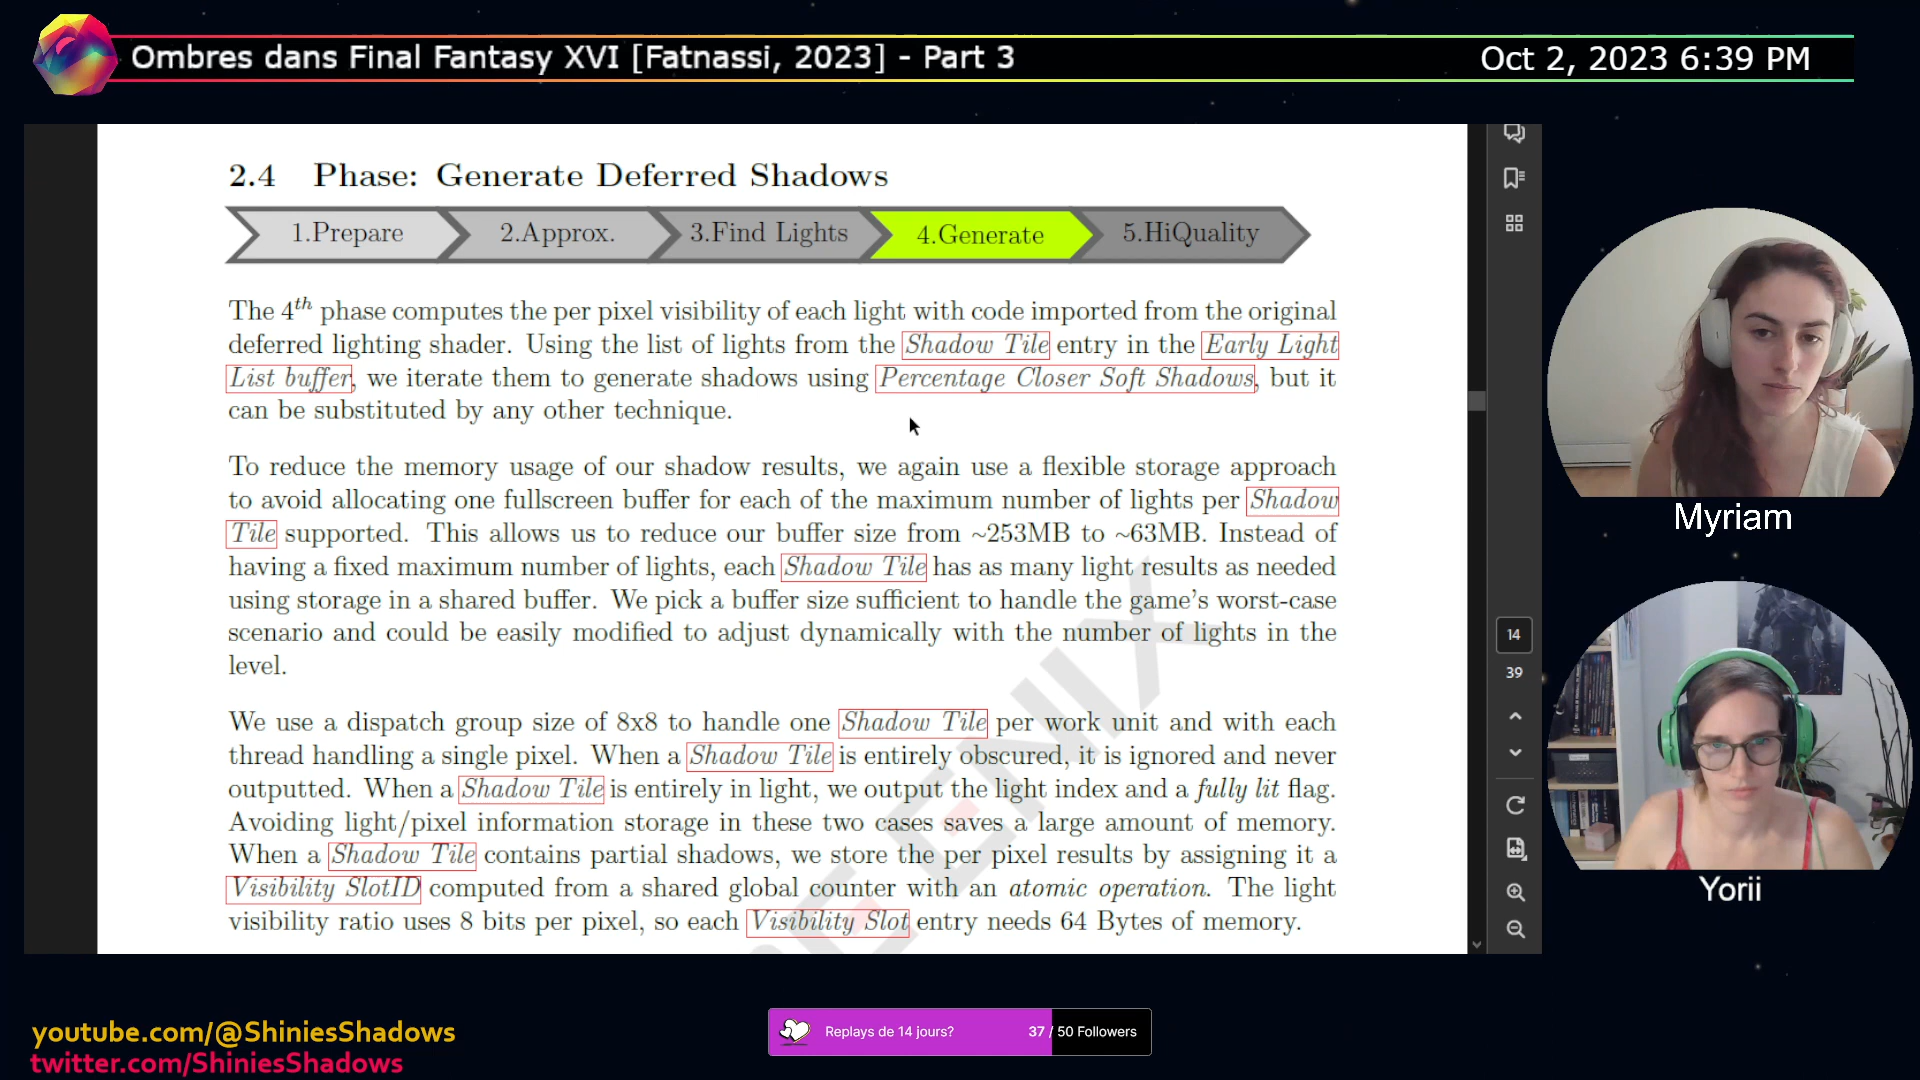 Ombres dans Final Fantasy XVI [Fatnassi, 2023] - Part 3
Oct 2, 2023 6:39 PM
2.4 Phase: Generate Deferred Shadows
1.Prepare
2.Approx.
3.Find Lights
4.Generate
5.HiQuality
The 4th phase computes the per pixel visibility of each light with code imported from the original
deferred lighting shader. Using the list of lights from the Shadow Tile entry in the Early Light
List buffer, we iterate them to generate shadows using Percentage Closer Soft Shadows, but it
can be substituted by any other technique.
To reduce the memory usage of our shadow results, we again use a flexible storage approach
to avoid allocating one fullscreen buffer for each of the maximum number of lights per Shadow
Tile supported. This allows us to reduce our buffer size from ~253MB to ~63MB. Instead of
having a fixed maximum number of lights, each Shadow Tile has as many light results as needed
using storage in a shared buffer. We pick a buffer size sufficient to handle the game's worst-case
scenario and could be easily modified to adjust dynamically with the number of lights in the
level.
We use a dispatch group size of 8x8 to handle one Shadow Tile per work unit and with each
thread handling a single pixel. When a Shadow Tile is entirely obscured, it is ignored and never
outputted. When a Shadow Tile is entirely in light, we output the light index and a fully lit flag.
Avoiding light/pixel information storage in these two cases saves a large amount of memory.
When a Shadow Tile contains partial shadows, we store the per pixel results by assigning it a
Visibility SlotID computed from a shared global counter with an atomic operation. The light
visibility ratio uses 8 bits per pixel, so each Visibility Slot entry needs 64 Bytes of memory.
RE ENIX
14
39
Myriam
Yorii
youtube.com/@ShiniesShadows
twitter.com/ShiniesShadows
Replays de 14 jours?
37 / 50 Followers